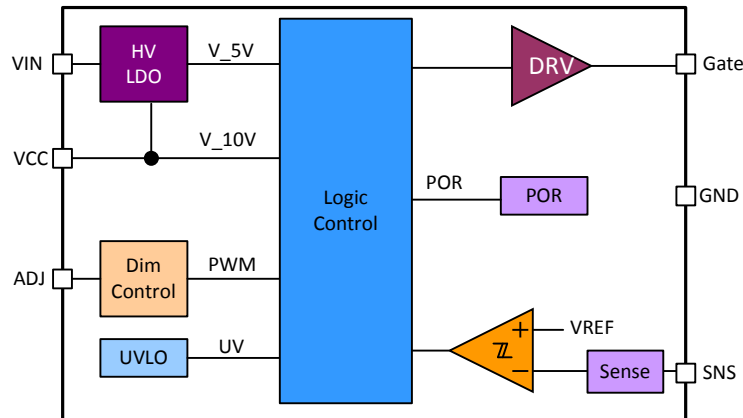 VIN
HV
LDO
V_5V
DRV
Gate
VCC
V_10V
Logic
Control
POR
POR
GND
ADJ
Dim
Control
PWM
UVLO
UV
+
VREF
−
Sense
SNS